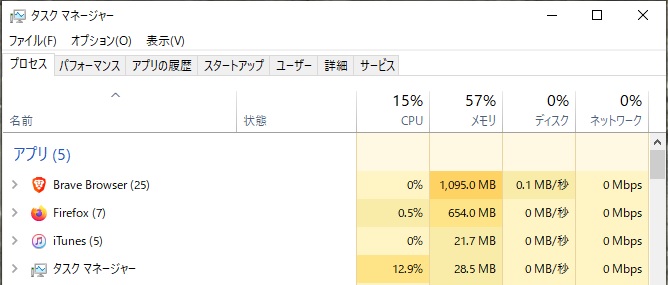 タスク マネージャー
ファイル(F) オプション(O) 表示(V)
プロセス パフォーマンス アプリの履歴 スタートアップ ユーザー 詳細 サービス
15% 57% 0% 0%
名前 状態 CPU メモリ ディスク ネットワーク
アプリ (5)
Brave Browser (25) 0% 1,095.0 MB 0.1 MB/秒 0 Mbps
Firefox (7) 0.5% 654.0 MB 0 MB/秒 0 Mbps
iTunes (5) 0% 21.7 MB 0 MB/秒 0 Mbps
タスク マネージャー 12.9% 28.5 MB 0 MB/秒 0 Mbps